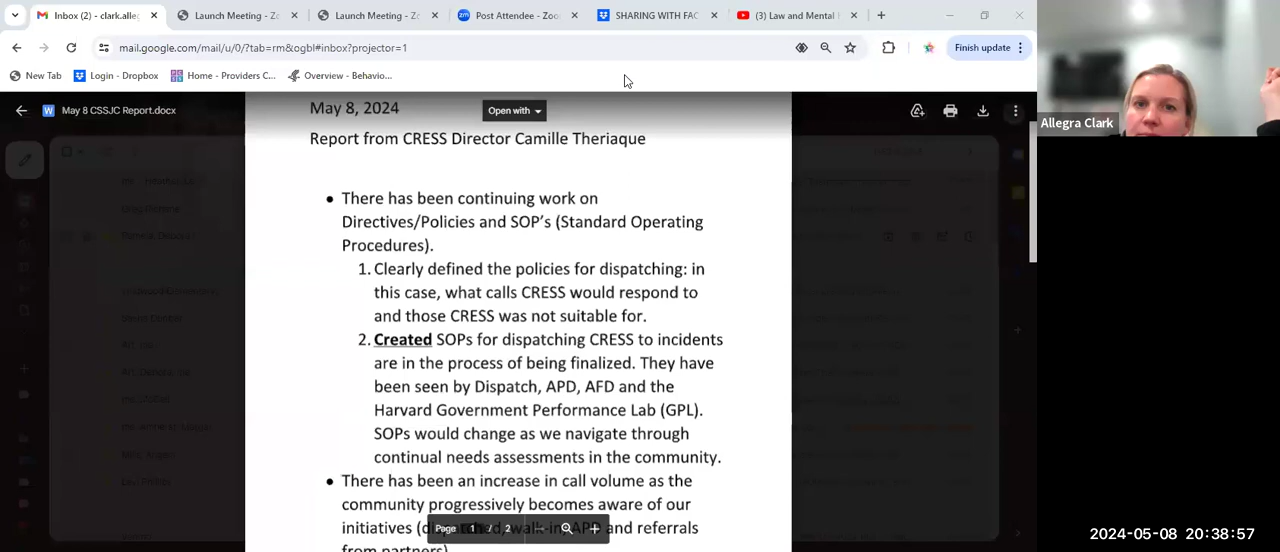 Inbox (2) - clark.alleg
Launch Meeting - Zo
Launch Meeting - Zo
Post Attendee - Zoo
SHARING WITH FAC
(3) Law and Mental H
mail.google.com/mail/u/0/?tab=rm&ogbl#inbox?projector=1
Finish update
New Tab
Login - Dropbox
Home - Providers C...
Overview - Behavio...
May 8 CSSJC Report.docx
Open with
Allegra Clark
May 8, 2024
Report from CRESS Director Camille Theriaque
• There has been continuing work on
Directives/Policies and SOP's (Standard Operating
Procedures).
1. Clearly defined the policies for dispatching: in
this case, what calls CRESS would respond to
and those CRESS was not suitable for.
2. Created SOPs for dispatching CRESS to incidents
are in the process of being finalized. They have
been seen by Dispatch, APD, AFD and the
Harvard Government Performance Lab (GPL).
SOPs would change as we navigate through
continual needs assessments in the community.
• There has been an increase in call volume as the
community progressively becomes aware of our
initiatives (dispatched, walk-in, APD and referrals
from partners).
Page 1 / 2
2024-05-08 20:38:57